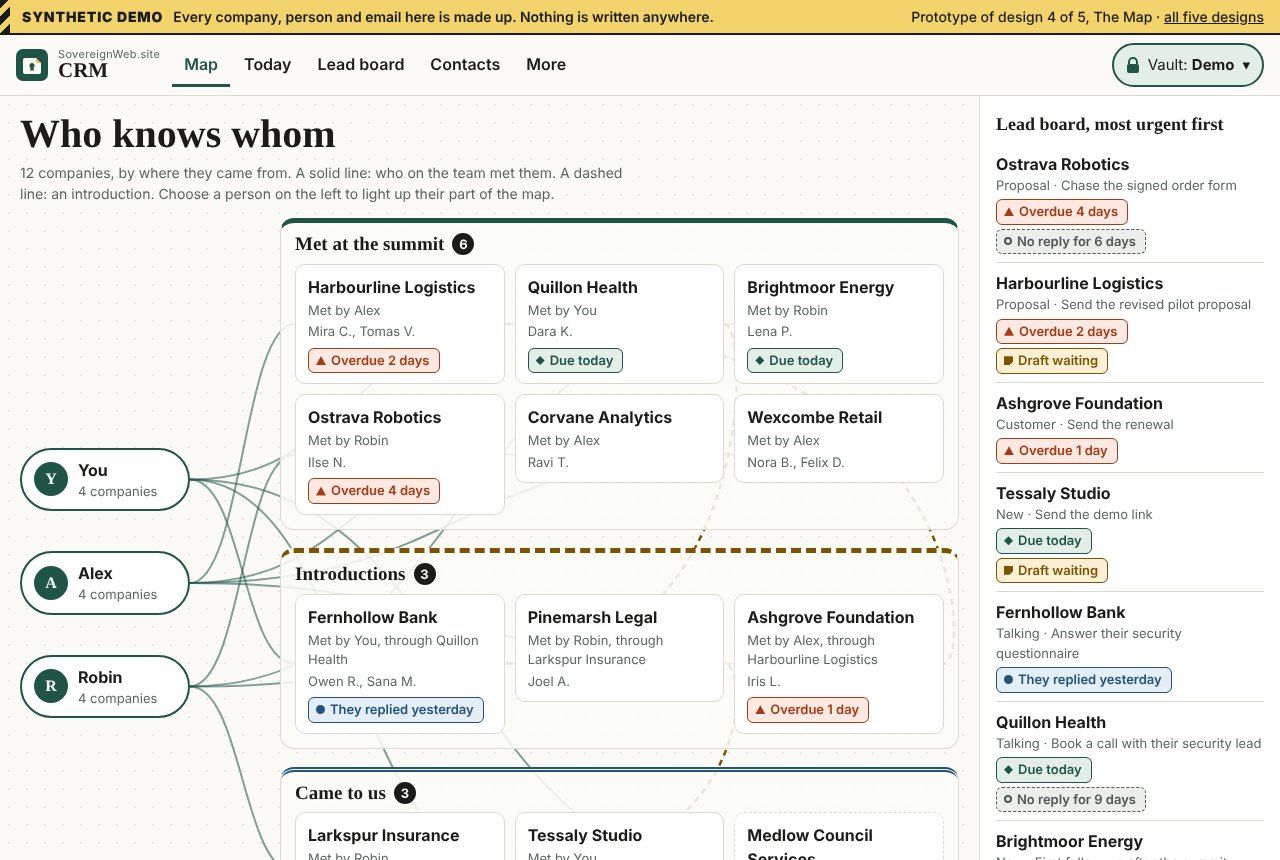 SYNTHETIC DEMO Every company, person and email here is made up. Nothing is written anywhere.
Prototype of design 4 of 5, The Map · all five designs
SovereignWeb.site
CRM
Map Today Lead board Contacts More
Vault: Demo ▾
Who knows whom
12 companies, by where they came from. A solid line: who on the team met them. A dashed
line: an introduction. Choose a person on the left to light up their part of the map.
Y You
4 companies
A Alex
4 companies
R Robin
4 companies
Met at the summit 6
Harbourline Logistics
Met by Alex
Mira C., Tomas V.
Overdue 2 days
Quillon Health
Met by You
Dara K.
Due today
Brightmoor Energy
Met by Robin
Lena P.
Due today
Ostrava Robotics
Met by Robin
Ilse N.
Overdue 4 days
Corvane Analytics
Met by Alex
Ravi T.
Wexcombe Retail
Met by Alex
Nora B., Felix D.
Introductions 3
Fernhollow Bank
Met by You, through Quillon
Health
Owen R., Sana M.
They replied yesterday
Pinemarsh Legal
Met by Robin, through
Larkspur Insurance
Joel A.
Ashgrove Foundation
Met by Alex, through
Harbourline Logistics
Iris L.
Overdue 1 day
Came to us 3
Larkspur Insurance
Met by Robin
Tessaly Studio
Met by You
Medlow Council
Services
Lead board, most urgent first
Ostrava Robotics
Proposal · Chase the signed order form
Overdue 4 days
No reply for 6 days
Harbourline Logistics
Proposal · Send the revised pilot proposal
Overdue 2 days
Draft waiting
Ashgrove Foundation
Customer · Send the renewal
Overdue 1 day
Tessaly Studio
New · Send the demo link
Due today
Draft waiting
Fernhollow Bank
Talking · Answer their security
questionnaire
They replied yesterday
Quillon Health
Talking · Book a call with their security lead
Due today
No reply for 9 days
Brightmoor Energy